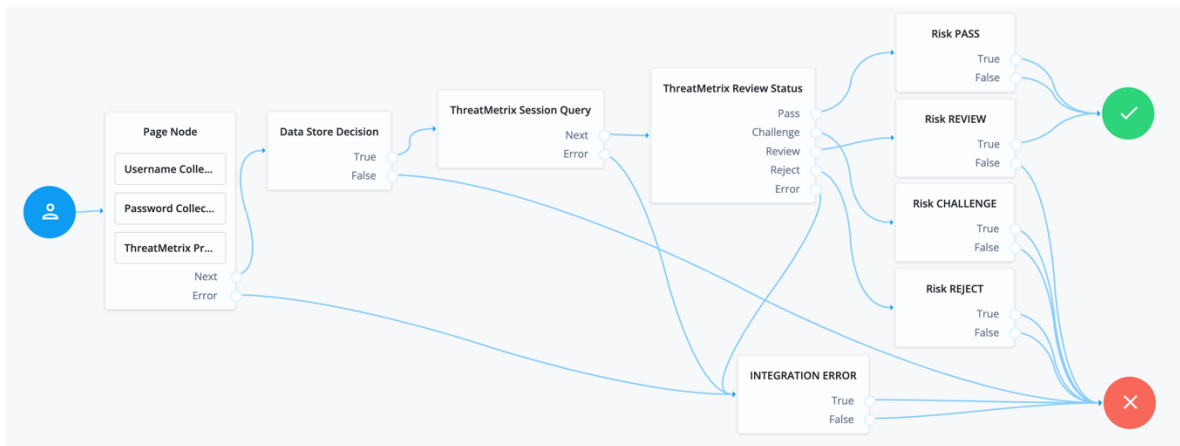 Page Node
Username Colle...
Password Collec...
ThreatMetrix Pr...
Next
Error
Data Store Decision
True
False
ThreatMetrix Session Query
Next
Error
ThreatMetrix Review Status
Pass
Challenge
Review
Reject
Error
Risk PASS
True
False
Risk REVIEW
True
False
Risk CHALLENGE
True
False
Risk REJECT
True
False
INTEGRATION ERROR
True
False